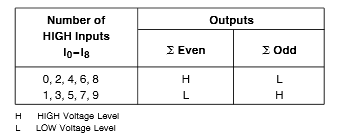 Number of
HIGH Inputs
I0–I8
Outputs
Σ Even
Σ Odd
0, 2, 4, 6, 8 H L
1, 3, 5, 7, 9 L H
H HIGH Voltage Level
L LOW Voltage Level